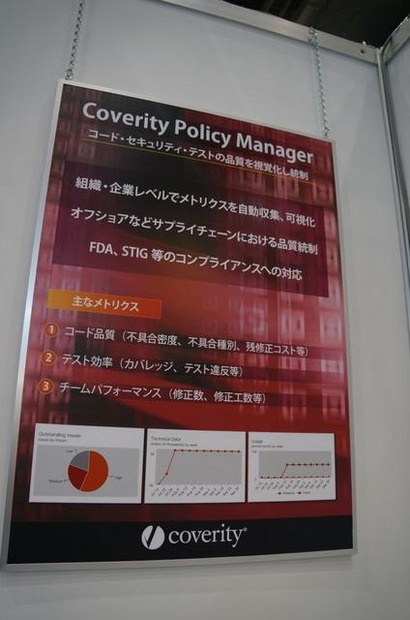 Coverity Policy Manager
コード・セキュリティ・テストの品質を視覚化し統制
組織・企業レベルでメトリクスを自動収集、可視化
オフショアなどサプライチェーンにおける品質統制
FDA、STIG 等のコンプライアンスへの対応
主なメトリクス
1 コード品質（不具合密度、不具合種別、残修正コスト等）
2 テスト効率（カバレッジ、テスト違反等）
3 チームパフォーマンス（修正数、修正工数等）
Outstanding Issues
Issues by Impact
Low
Medium
High
Technical Debt
Usage
coverity